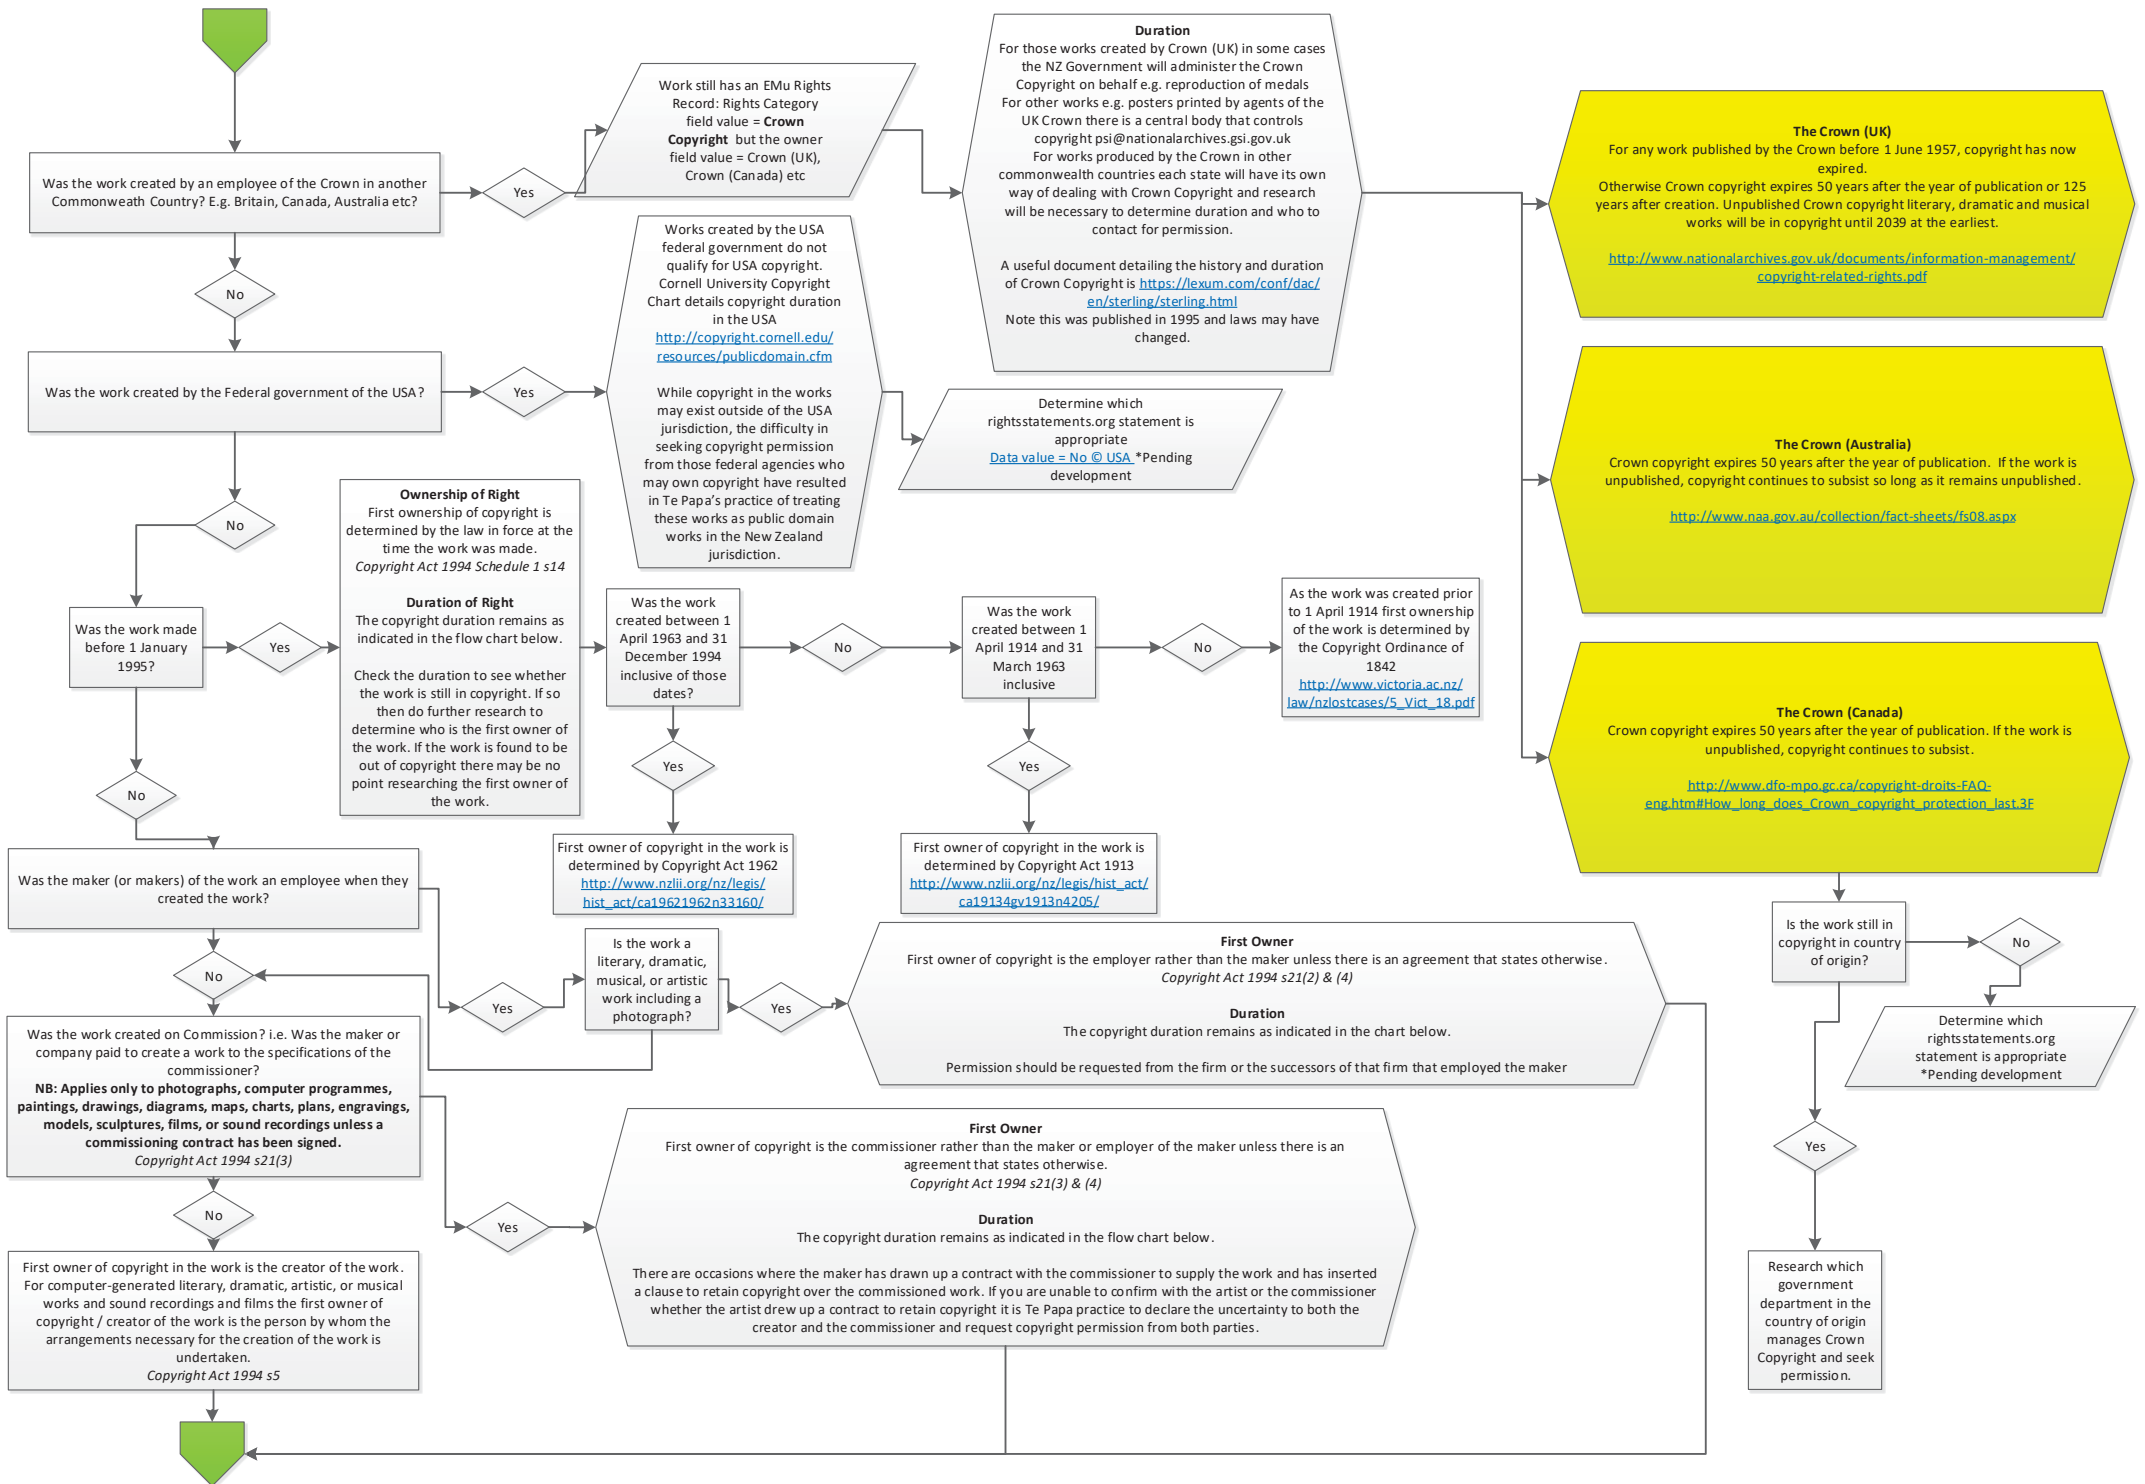 Was the work created by an employee of the Crown in another
Commonweath Country? E.g. Britain, Canada, Australia etc?
Yes
Work still has an EMu Rights
Record: Rights Category
field value = Crown
Copyright but the owner
field value = Crown (UK),
Crown (Canada) etc
Duration
For those works created by Crown (UK) in some cases
the NZ Government will administer the Crown
Copyright on behalf e.g. reproduction of medals
For other works e.g. posters printed by agents of the
UK Crown there is a central body that controls
copyright psi@nationalarchives.gsi.gov.uk
For works produced by the Crown in other
commonwealth countries each state will have its own
way of dealing with Crown Copyright and research
will be necessary to determine duration and who to
contact for permission.
A useful document detailing the history and duration
of Crown Copyright is https://lexum.com/conf/dac/
en/sterling/sterling.html
Note this was published in 1995 and laws may have
changed.
The Crown (UK)
For any work published by the Crown before 1 June 1957, copyright has now
expired.
Otherwise Crown copyright expires 50 years after the year of publication or 125
years after creation. Unpublished Crown copyright literary, dramatic and musical
works will be in copyright until 2039 at the earliest.
http://www.nationalarchives.gov.uk/documents/information-management/
copyright-related-rights.pdf
The Crown (Australia)
Crown copyright expires 50 years after the year of publication. If the work is
unpublished, copyright continues to subsist so long as it remains unpublished.
http://www.naa.gov.au/collection/fact-sheets/fs08.aspx
The Crown (Canada)
Crown copyright expires 50 years after the year of publication. If the work is
unpublished, copyright continues to subsist.
http://www.dfo-mpo.gc.ca/copyright-droits-FAQ-
eng.htm#How_long_does_Crown_copyright_protection_last.3F
Is the work still in
copyright in country
of origin?
No
Determine which
rightsstatements.org
statement is appropriate
*Pending development
Yes
Research which
government
department in the
country of origin
manages Crown
Copyright and seek
permission.
No
Was the work created by the Federal government of the USA?
Yes
Works created by the USA
federal government do not
qualify for USA copyright.
Cornell University Copyright
Chart details copyright duration
in the USA
http://copyright.cornell.edu/
resources/publicdomain.cfm
While copyright in the works
may exist outside of the USA
jurisdiction, the difficulty in
seeking copyright permission
from those federal agencies who
may own copyright have resulted
in Te Papa's practice of treating
these works as public domain
works in the New Zealand
jurisdiction.
Determine which
rightsstatements.org statement is
appropriate
Data value = No © USA *Pending
development
No
Was the work made
before 1 January
1995?
Yes
Ownership of Right
First ownership of copyright is
determined by the law in force at the
time the work was made.
Copyright Act 1994 Schedule 1 s14
Duration of Right
The copyright duration remains as
indicated in the flow chart below.
Check the duration to see whether
the work is still in copyright. If so
then do further research to
determine who is the first owner of
the work. If the work is found to be
out of copyright there may be no
point researching the first owner of
the work.
Was the work
created between 1
April 1963 and 31
December 1994
inclusive of those
dates?
No
Was the work
created between 1
April 1914 and 31
March 1963
inclusive
No
As the work was created prior
to 1 April 1914 first ownership
of the work is determined by
the Copyright Ordinance of
1842
http://www.victoria.ac.nz/
law/nzlostcases/5_Vict_18.pdf
Yes
First owner of copyright in the work is
determined by Copyright Act 1962
http://www.nzlii.org/nz/legis/
hist_act/ca19621962n33160/
Yes
First owner of copyright in the work is
determined by Copyright Act 1913
http://www.nzlii.org/nz/legis/hist_act/
ca19134gv1913n4205/
No
Was the maker (or makers) of the work an employee when they
created the work?
Yes
Is the work a
literary, dramatic,
musical, or artistic
work including a
photograph?
Yes
First Owner
First owner of copyright is the employer rather than the maker unless there is an agreement that states otherwise.
Copyright Act 1994 s21(2) & (4)
Duration
The copyright duration remains as indicated in the chart below.
Permission should be requested from the firm or the successors of that firm that employed the maker
No
Was the work created on Commission? i.e. Was the maker or
company paid to create a work to the specifications of the
commissioner?
NB: Applies only to photographs, computer programmes,
paintings, drawings, diagrams, maps, charts, plans, engravings,
models, sculptures, films, or sound recordings unless a
commissioning contract has been signed.
Copyright Act 1994 s21(3)
Yes
First Owner
First owner of copyright is the commissioner rather than the maker or employer of the maker unless there is an
agreement that states otherwise.
Copyright Act 1994 s21(3) & (4)
Duration
The copyright duration remains as indicated in the flow chart below.
There are occasions where the maker has drawn up a contract with the commissioner to supply the work and has inserted
a clause to retain copyright over the commissioned work. If you are unable to confirm with the artist or the commissioner
whether the artist drew up a contract to retain copyright it is Te Papa practice to declare the uncertainty to both the
creator and the commissioner and request copyright permission from both parties.
No
First owner of copyright in the work is the creator of the work.
For computer-generated literary, dramatic, artistic, or musical
works and sound recordings and films the first owner of
copyright / creator of the work is the person by whom the
arrangements necessary for the creation of the work is
undertaken.
Copyright Act 1994 s5